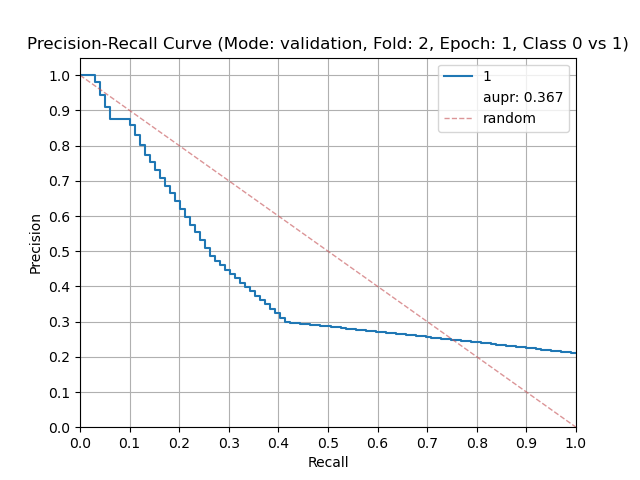 Precision-Recall Curve (Mode: validation, Fold: 2, Epoch: 1, Class 0 vs 1)
1
aupr: 0.367
random
Precision
1.0
0.9
0.8
0.7
0.6
0.5
0.4
0.3
0.2
0.1
0.0
0.0 0.1 0.2 0.3 0.4 0.5 0.6 0.7 0.8 0.9 1.0
Recall